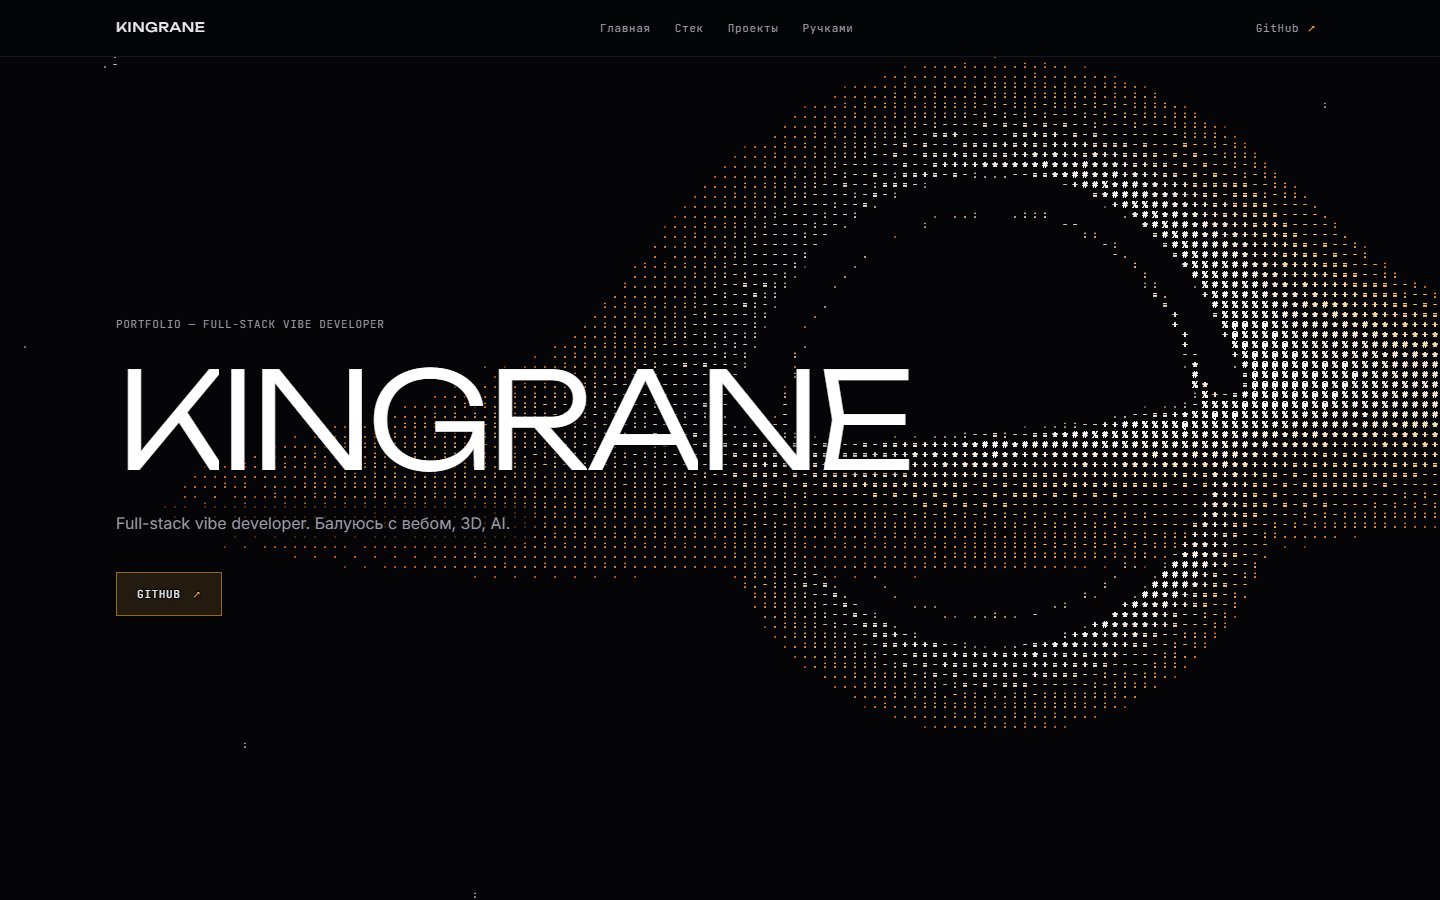 KINGRANE
Главная Стек Проекты Ручками
GitHub ↗
PORTFOLIO — FULL-STACK VIBE DEVELOPER
KINGRANE
Full-stack vibe developer. Балуюсь с вебом, 3D, AI.
GITHUB ↗